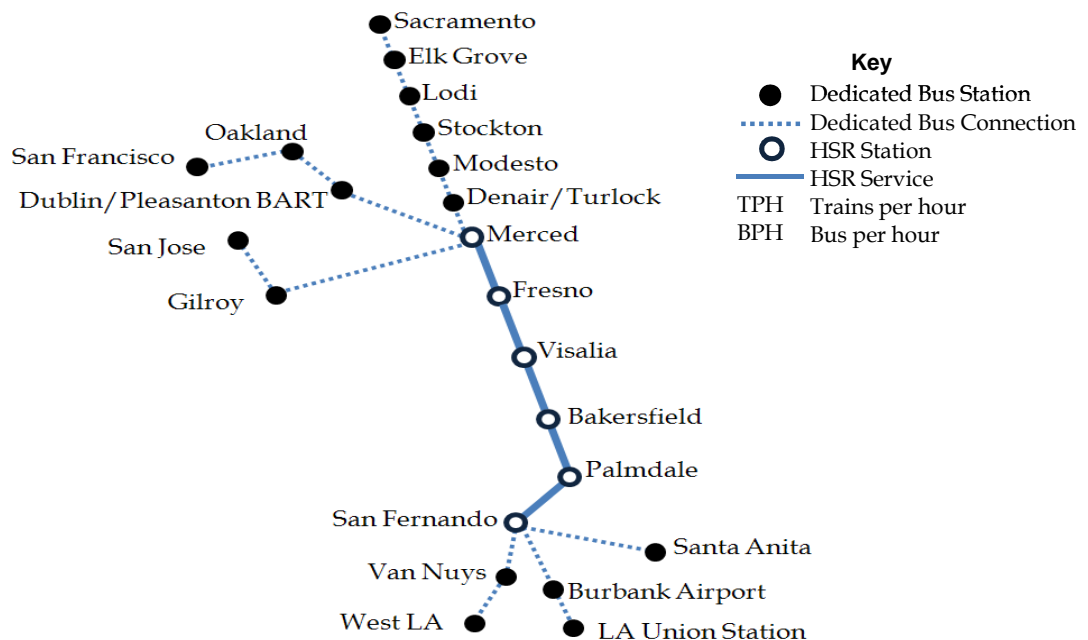 Sacramento
Elk Grove
Lodi
Stockton
Modesto
Denair/Turlock
Merced
Oakland
San Francisco
Dublin/Pleasanton BART
San Jose
Gilroy
Fresno
Visalia
Bakersfield
Palmdale
San Fernando
Santa Anita
Van Nuys
Burbank Airport
West LA
LA Union Station
Key
Dedicated Bus Station
Dedicated Bus Connection
HSR Station
HSR Service
TPH Trains per hour
BPH Bus per hour